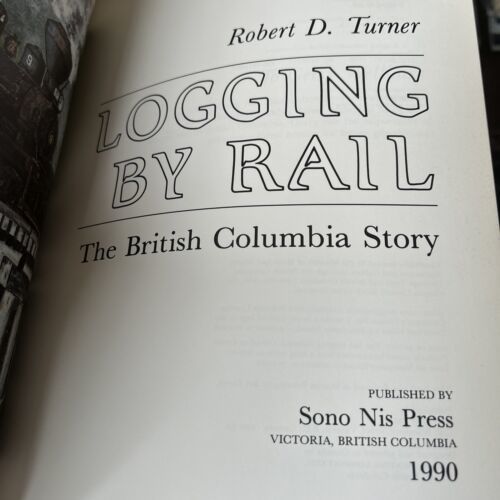 Robert D. Turner
LOGGING
BY RAIL
The British Columbia Story
PUBLISHED BY
Sono Nis Press
VICTORIA, BRITISH COLUMBIA
1990